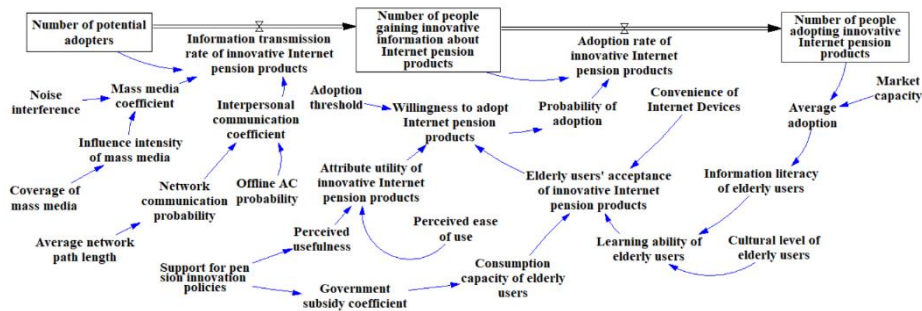 Number of potential
adopters
Information transmission
rate of innovative Internet
pension products
Number of people
gaining innovative
information about
Internet pension
products
Adoption rate of
innovative Internet
pension products
Number of people
adopting innovative
Internet pension
products
Noise
interference
Mass media
coefficient
Interpersonal
communication
coefficient
Adoption
threshold
Willingness to adopt
Internet pension
products
Probability of
adoption
Convenience of
Internet Devices
Market
capacity
Average
adoption
Influence intensity
of mass media
Coverage of
mass media
Network
communication
probability
Offline AC
probability
Attribute utility of
innovative Internet
pension products
Elderly users' acceptance
of innovative Internet
pension products
Information literacy
of elderly users
Average network
path length
Perceived
usefulness
Perceived ease
of use
Learning ability of
elderly users
Cultural level of
elderly users
Support for pen
sion innovation
policies
Government
subsidy coefficient
Consumption
capacity of elderly
users